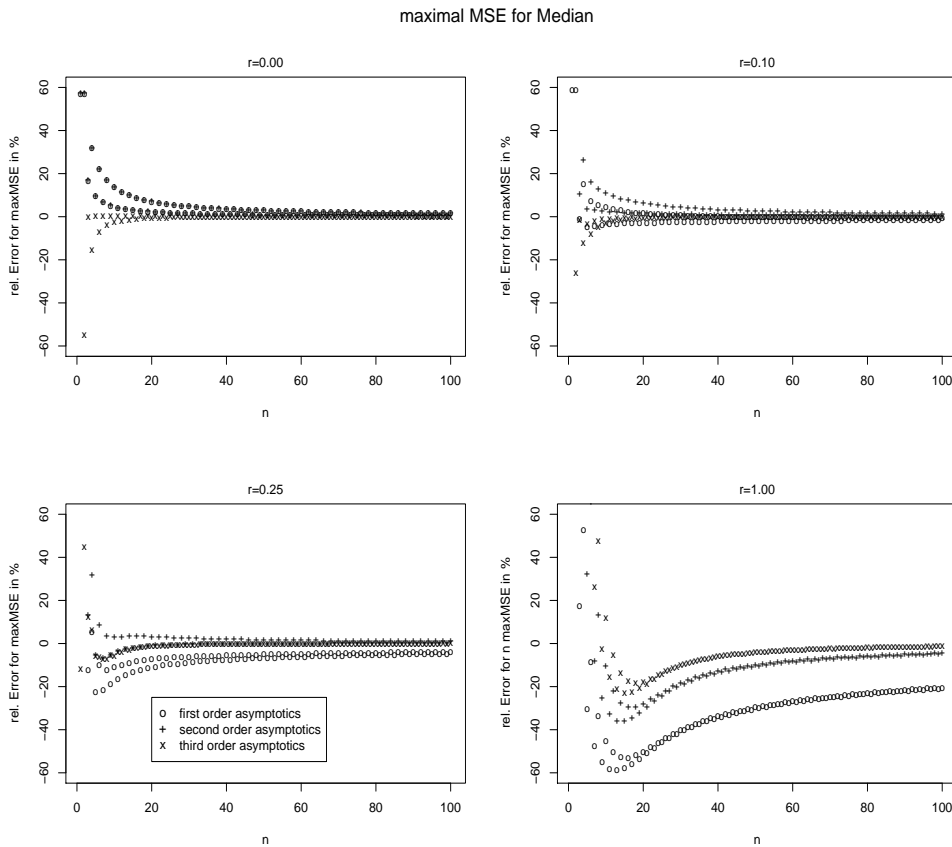 maximal MSE for Median
r=0.00
rel. Error for maxMSE in %
60
40
20
0
−20
−40
−60
0 20 40 60 80 100
n
r=0.10
rel. Error for maxMSE in %
60
40
20
0
−20
−40
−60
0 20 40 60 80 100
n
r=0.25
rel. Error for maxMSE in %
60
40
20
0
−20
−40
−60
o first order asymptotics
+ second order asymptotics
x third order asymptotics
0 20 40 60 80 100
n
r=1.00
rel. Error for n maxMSE in %
60
40
20
0
−20
−40
−60
0 20 40 60 80 100
n